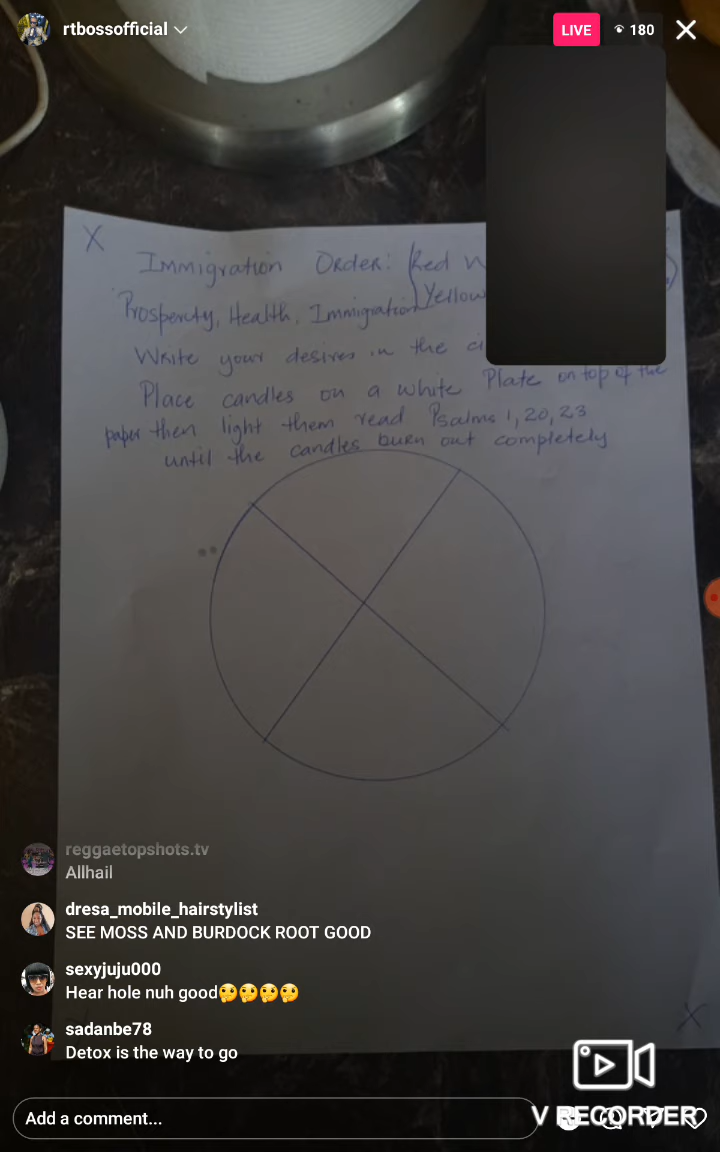 rtbossofficial
LIVE
180
X
Immigration Order: (Red
Prosperity, Health, Immigration (Yellow
Write your desires in the
Place candles on a white Plate on top of the
paper then light them read Psalms 1, 20, 23
until the candles burn out completely
reggaetopshots.tv
Allhail
dresa_mobile_hairstylist
SEE MOSS AND BURDOCK ROOT GOOD
sexyjuju000
Hear hole nuh good🤔🤔🤔🤔
sadanbe78
Detox is the way to go
X
Add a comment...
V RECORDER